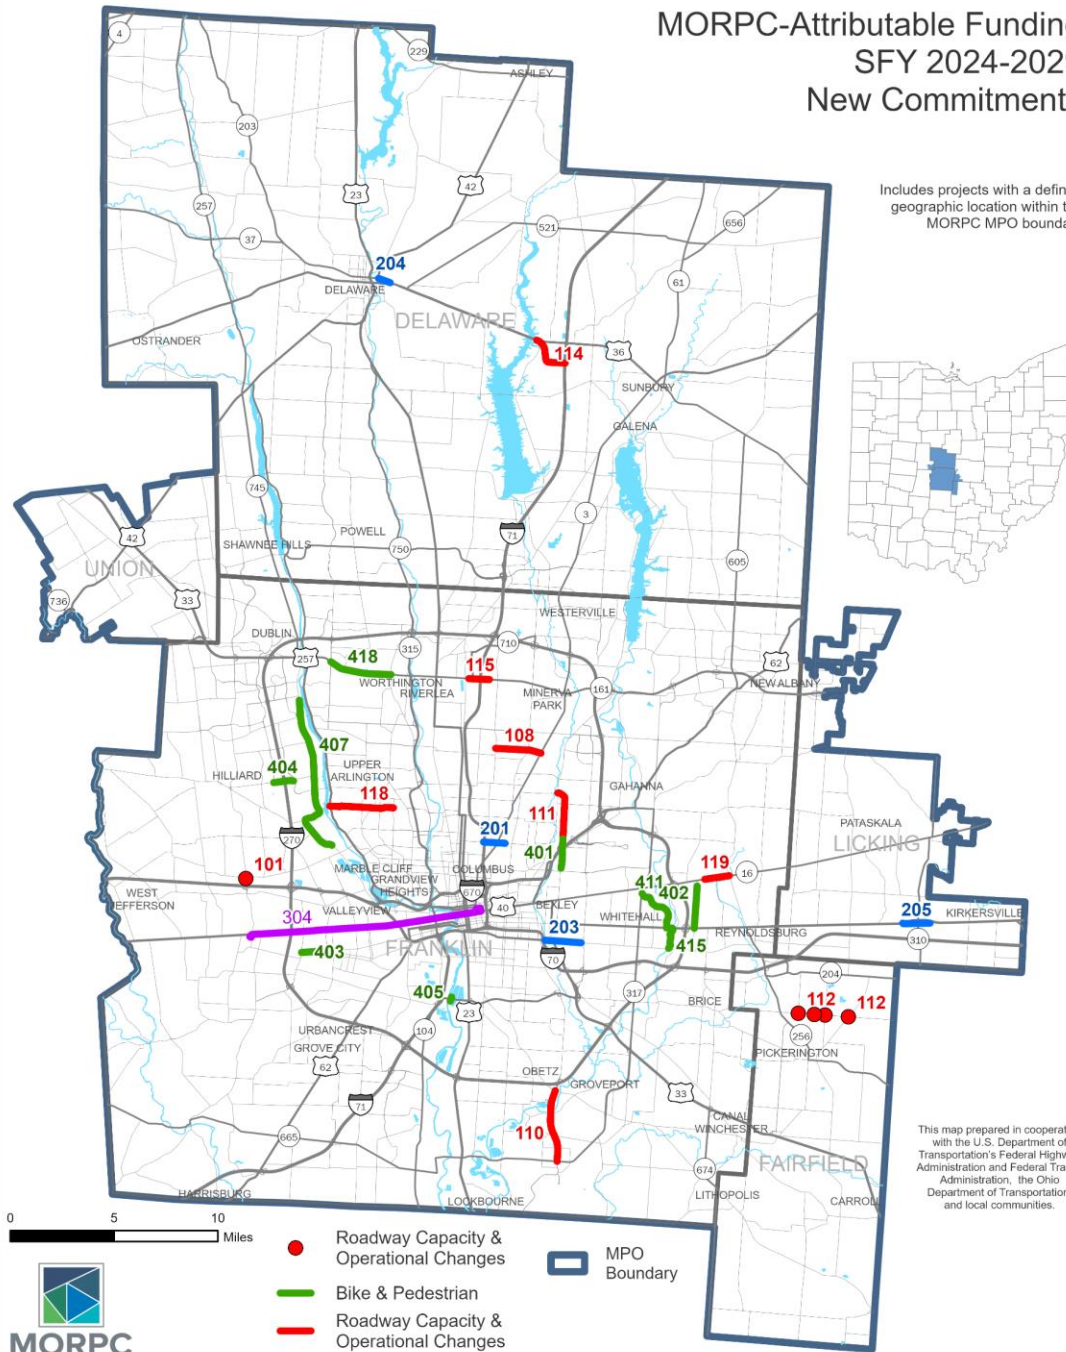 MORPC-Attributable Funding
SFY 2024-202
New Commitment
Includes projects with a defin
geographic location within t
MORPC MPO bounda
4
229
ASHLEY
203
42
23
257
656
521
37
61
204
DELAWARE
DELAWARE
OSTRANDER
114
36
SUNBURY
GALENA
745
3
42
POWELL
71
SHAWNEE HILLS
750
605
UNION
736
33
WESTERVILLE
DUBLIN
315
710
257
418
62
WORTHINGTON
RIVERLEA
115
MINERVA
PARK
161
NEW ALBANY
407
108
HILLIARD
404
UPPER
ARLINGTON
118
GAHANNA
111
PATASKALA
LICKING
270
201
401
101
MARBLE CLIFF
GRANDVIEW
HEIGHTS
COLUMBUS
119
16
411
402
WEST
JEFFERSON
670
40
BEXLEY
VALLEYVIEW
WHITEHALL
205
KIRKERSVILLE
304
203
REYNOLDSBURG
310
FRANKLIN
415
403
70
204
405
317
BRICE
112
112
23
URBANCREST
104
256
GROVE CITY
PICKERINGTON
62
OBETZ
GROVEPORT
33
71
110
CANAL
WINCHESTER
665
674
FAIRFIELD
HARRISBURG
LOCKBOURNE
LITHOPOLIS
CARROLL
This map prepared in cooperat
with the U.S. Department of
Transportation's Federal Highw
Administration and Federal Tra
Administration, the Ohio
Department of Transportation
and local communities.
0 5 10
Miles
Roadway Capacity &
Operational Changes
MPO
Boundary
Bike & Pedestrian
Roadway Capacity &
Operational Changes
MORPC